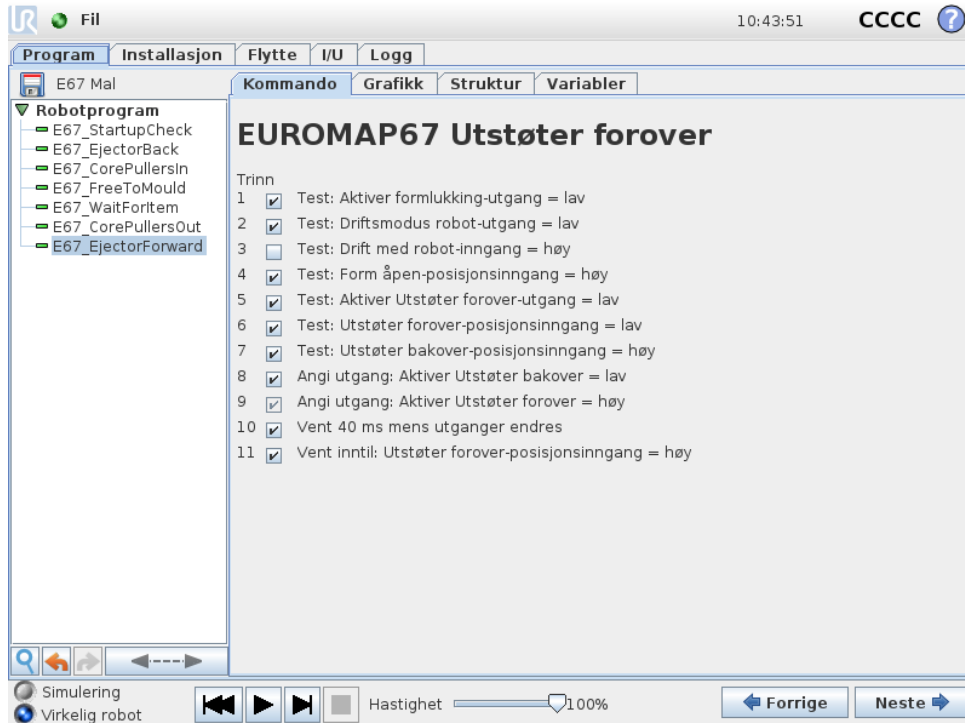 UR Fil 10:43:51 CCCC ?
Program Installasjon Flytte I/U Logg
E67 Mal
Kommando Grafikk Struktur Variabler
Robotprogram
E67_StartupCheck
E67_EjectorBack
E67_CorePullersIn
E67_FreeToMould
E67_WaitForItem
E67_CorePullersOut
E67_EjectorForward
EUROMAP67 Utstøter forover
Trinn
1 Test: Aktiver formlukking-utgang = lav
2 Test: Driftsmodus robot-utgang = lav
3 Test: Drift med robot-inngang = høy
4 Test: Form åpen-posisjonsinngang = høy
5 Test: Aktiver Utstøter forover-utgang = lav
6 Test: Utstøter forover-posisjonsinngang = lav
7 Test: Utstøter bakover-posisjonsinngang = høy
8 Angi utgang: Aktiver Utstøter bakover = lav
9 Angi utgang: Aktiver Utstøter forover = høy
10 Vent 40 ms mens utganger endres
11 Vent inntil: Utstøter forover-posisjonsinngang = høy
Simulering
Virkelig robot
Hastighet 100%
Forrige Neste